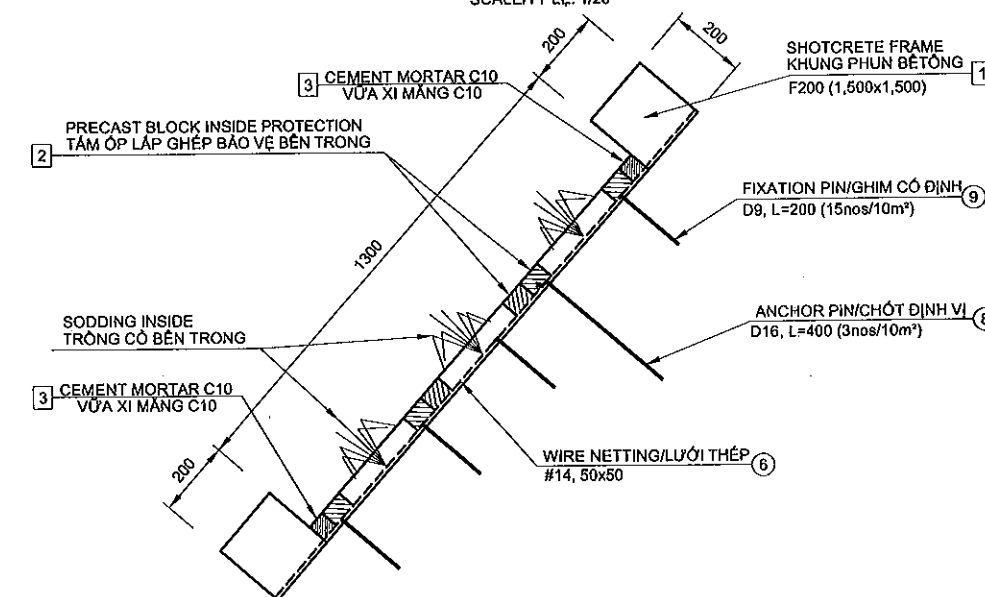 200
200
SHOTCRETE FRAME
KHUNG PHUN BÊTÔNG
1
F200 (1,500x1,500)
3
CEMENT MORTAR C10
VỮA XI MĂNG C10
PRECAST BLOCK INSIDE PROTECTION
2
TẤM ỐP LẮP GHÉP BẢO VỆ BÊN TRONG
FIXATION PIN/GHIM CỐ ĐỊNH
9
D9, L=200 (15nos/10m²)
1300
ANCHOR PIN/CHỐT ĐỊNH VỊ
8
D16, L=400 (3nos/10m²)
SODDING INSIDE
TRỒNG CỎ BÊN TRONG
3
CEMENT MORTAR C10
VỮA XI MĂNG C10
WIRE NETTING/LƯỚI THÉP
6
#14, 50x50
200